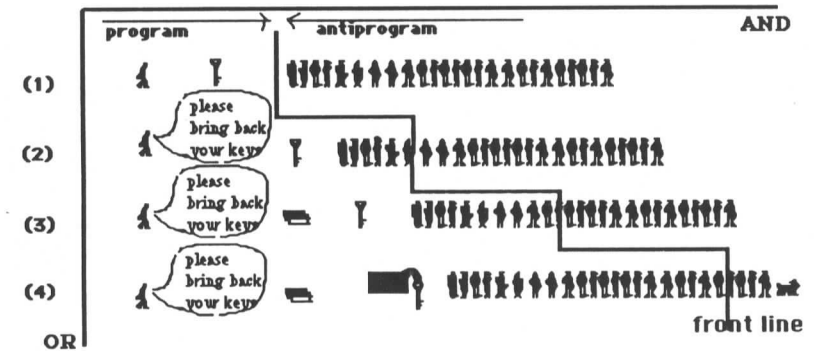 program
antiprogram
AND
(1)
please
bring back
your keys
(2)
please
bring back
your keys
(3)
please
bring back
your keys
(4)
front line
OR